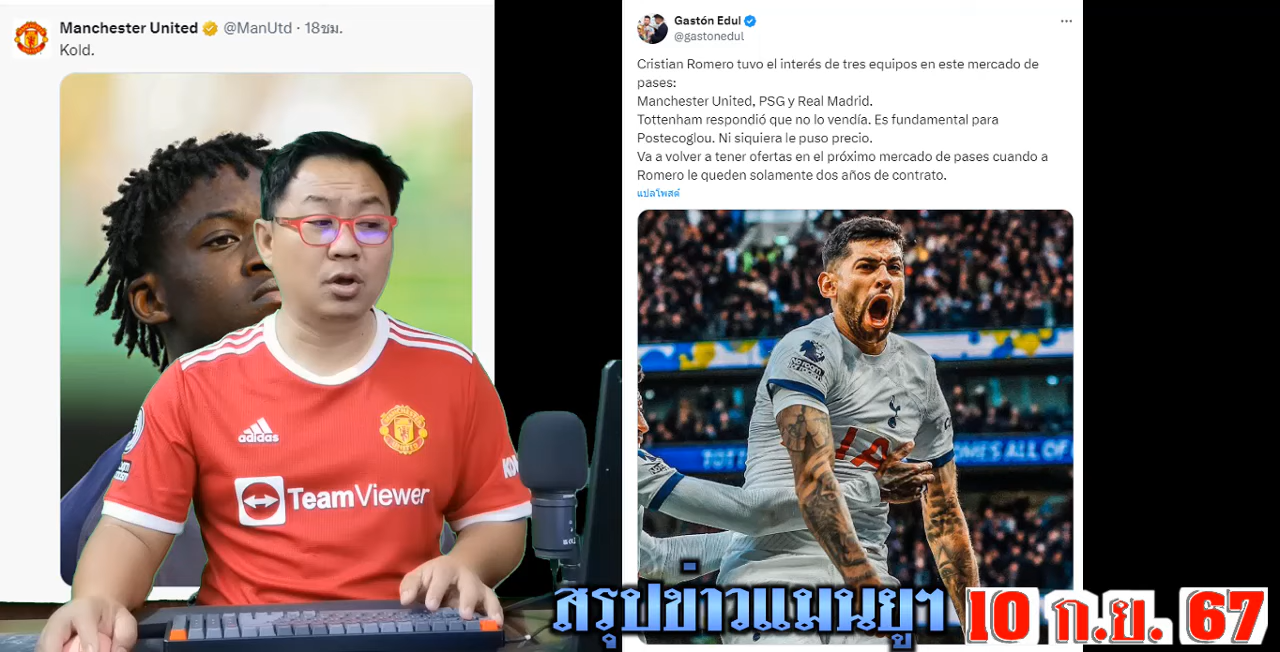 Manchester United @ManUtd · 18ชม.
Kold.
Gastón Edul
@gastonedul
Cristian Romero tuvo el interés de tres equipos en este mercado de
pases:
Manchester United, PSG y Real Madrid.
Tottenham respondió que no lo vendía. Es fundamental para
Postecoglou. Ni siquiera le puso precio.
Va a volver a tener ofertas en el próximo mercado de pases cuando a
Romero le queden solamente dos años de contrato.
แปลโพสต์
adidas
TeamViewer
สรุปข่าวแมนยูฯ 10 ก.ย. 67